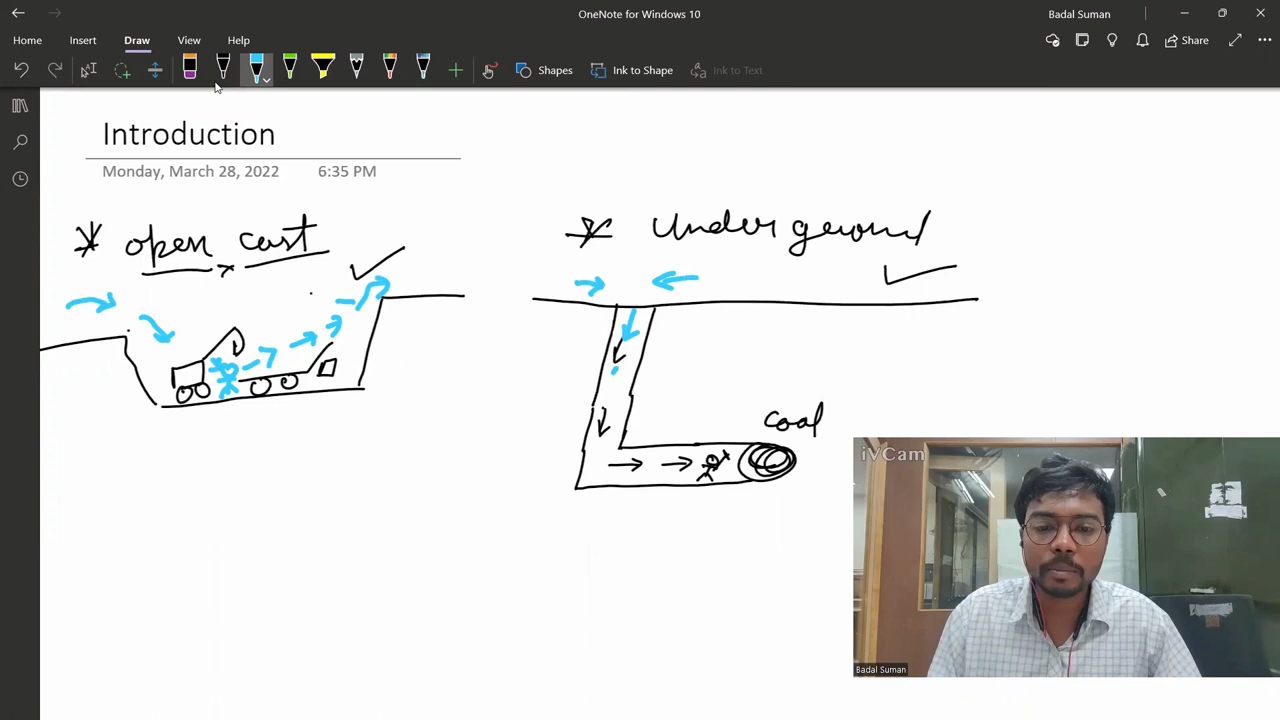 OneNote for Windows 10
Badal Suman
Home Insert Draw View Help
Share
Shapes Ink to Shape Ink to Text
Introduction
Monday, March 28, 2022 6:35 PM
open cast
Underground
coal
iVCam
Badal Suman